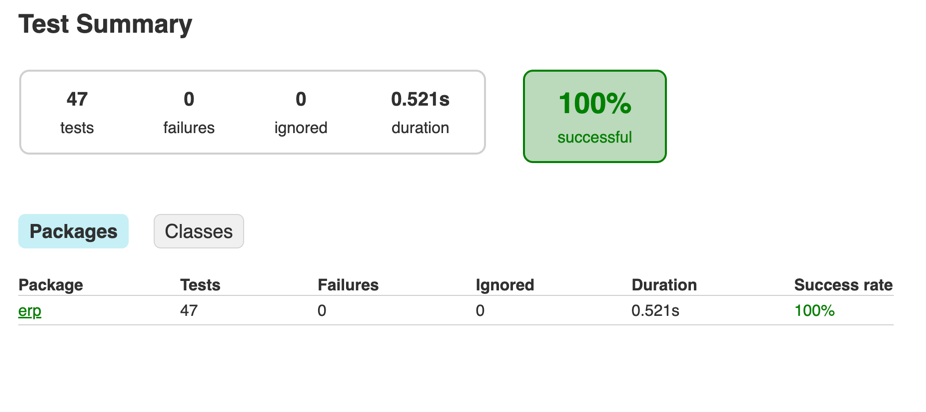 Test Summary
47 0 0 0.521s
tests failures ignored duration
100%
successful
Packages Classes
Package Tests Failures Ignored Duration Success rate
erp 47 0 0 0.521s 100%